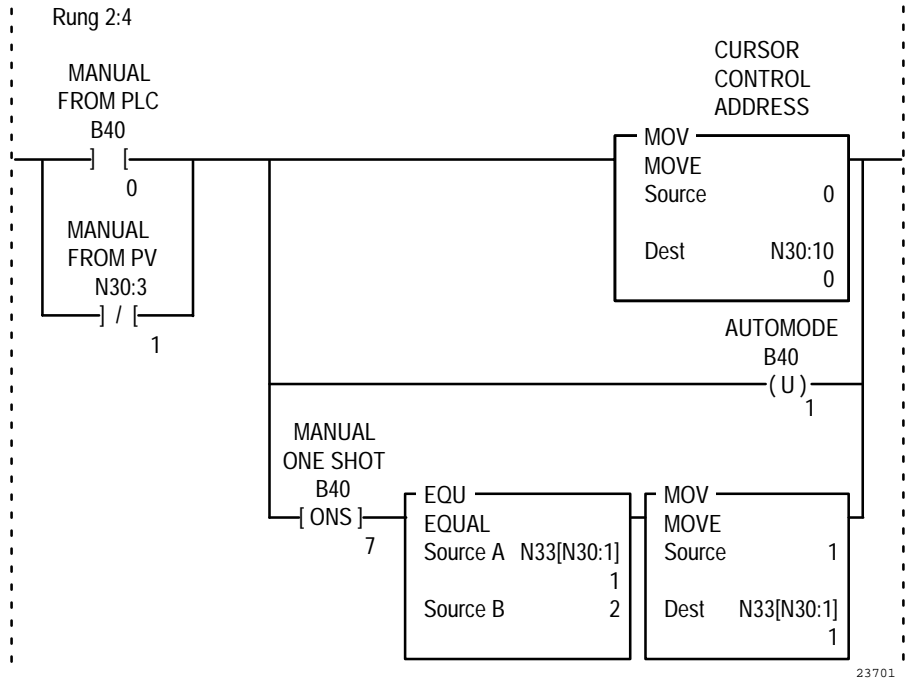 Rung 2:4
CURSOR
CONTROL
ADDRESS
MANUAL
FROM PLC
B40
] [
0
MOV
MOVE
Source 0
Dest N30:10
0
MANUAL
FROM PV
N30:3
] / [
1
AUTOMODE
B40
( U )
1
MANUAL
ONE SHOT
B40
[ ONS ]
7
EQU
EQUAL
Source A N33[N30:1]
1
Source B 2
MOV
MOVE
Source 1
Dest N33[N30:1]
1
23701